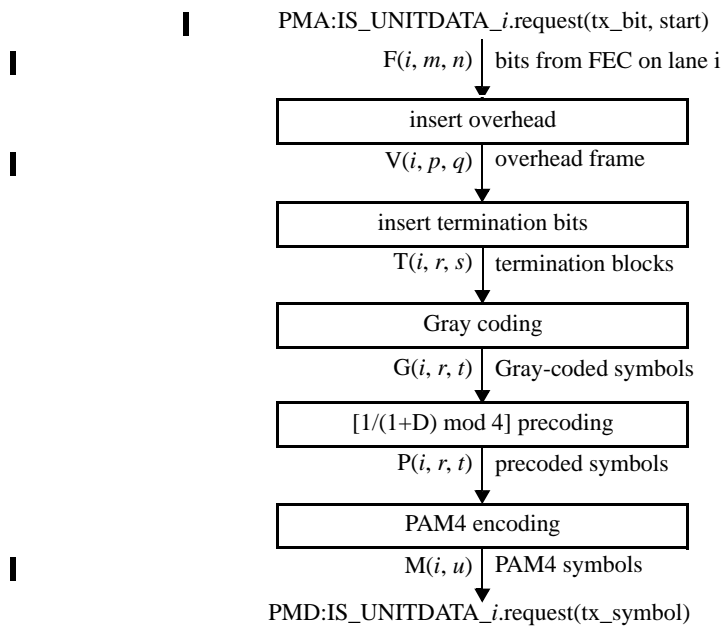 PMA:IS_UNITDATA_i.request(tx_bit, start)
F(i, m, n) bits from FEC on lane i
insert overhead
V(i, p, q) overhead frame
insert termination bits
T(i, r, s) termination blocks
Gray coding
G(i, r, t) Gray-coded symbols
[1/(1+D) mod 4] precoding
P(i, r, t) precoded symbols
PAM4 encoding
M(i, u) PAM4 symbols
PMD:IS_UNITDATA_i.request(tx_symbol)